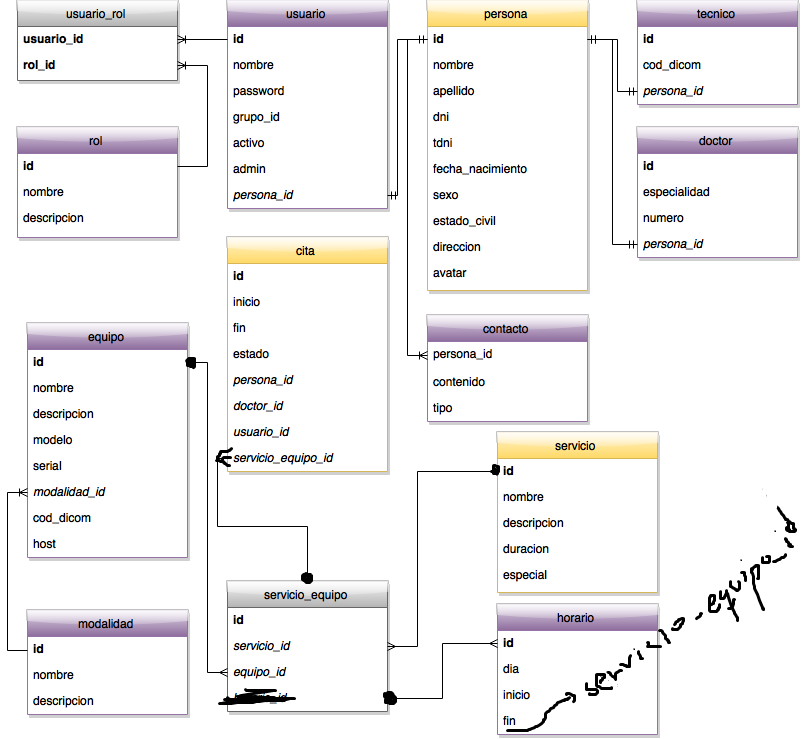 usuario_rol
usuario_id
rol_id
usuario
id
nombre
password
grupo_id
activo
admin
persona_id
persona
id
nombre
apellido
dni
tdni
fecha_nacimiento
sexo
estado_civil
direccion
avatar
tecnico
id
cod_dicom
persona_id
rol
id
nombre
descripcion
doctor
id
especialidad
numero
persona_id
cita
id
inicio
fin
estado
persona_id
doctor_id
usuario_id
servicio_equipo_id
contacto
persona_id
contenido
tipo
equipo
id
nombre
descripcion
modelo
serial
modalidad_id
cod_dicom
host
servicio
id
nombre
descripcion
duracion
especial
servicio_equipo
id
servicio_id
equipo_id
modalidad
id
nombre
descripcion
horario
id
dia
inicio
fin
servicio_equipo_id